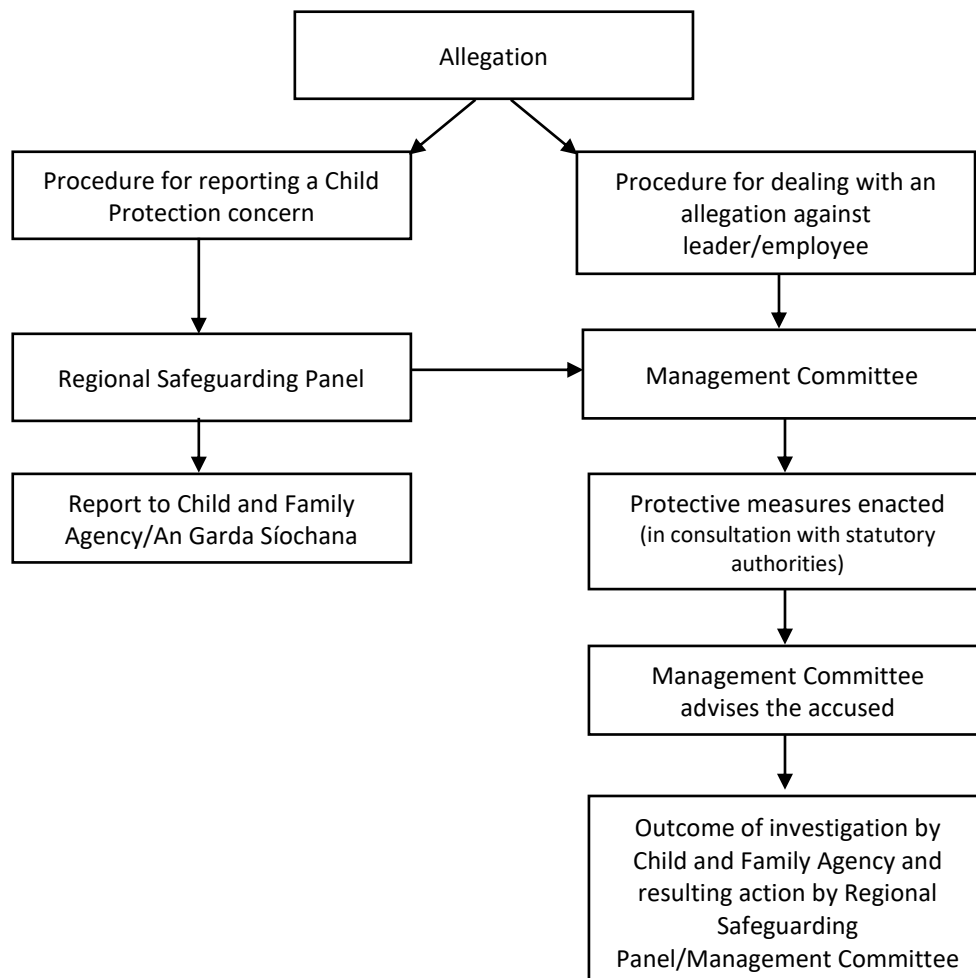 Allegation
Procedure for reporting a Child
Protection concern
Procedure for dealing with an
allegation against
leader/employee
Regional Safeguarding Panel
Management Committee
Report to Child and Family
Agency/An Garda Síochana
Protective measures enacted
(in consultation with statutory
authorities)
Management Committee
advises the accused
Outcome of investigation by
Child and Family Agency and
resulting action by Regional
Safeguarding
Panel/Management Committee